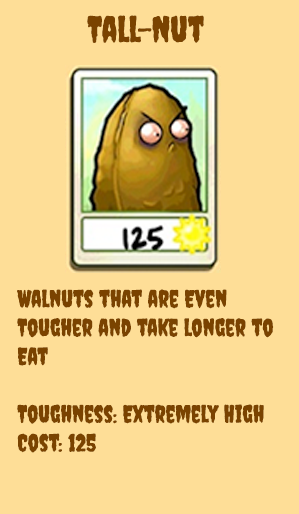 TALL-NUT
125
WALNUTS THAT ARE EVEN
TOUGHER AND TAKE LONGER TO
EAT
TOUGHNESS: EXTREMELY HIGH
COST: 125